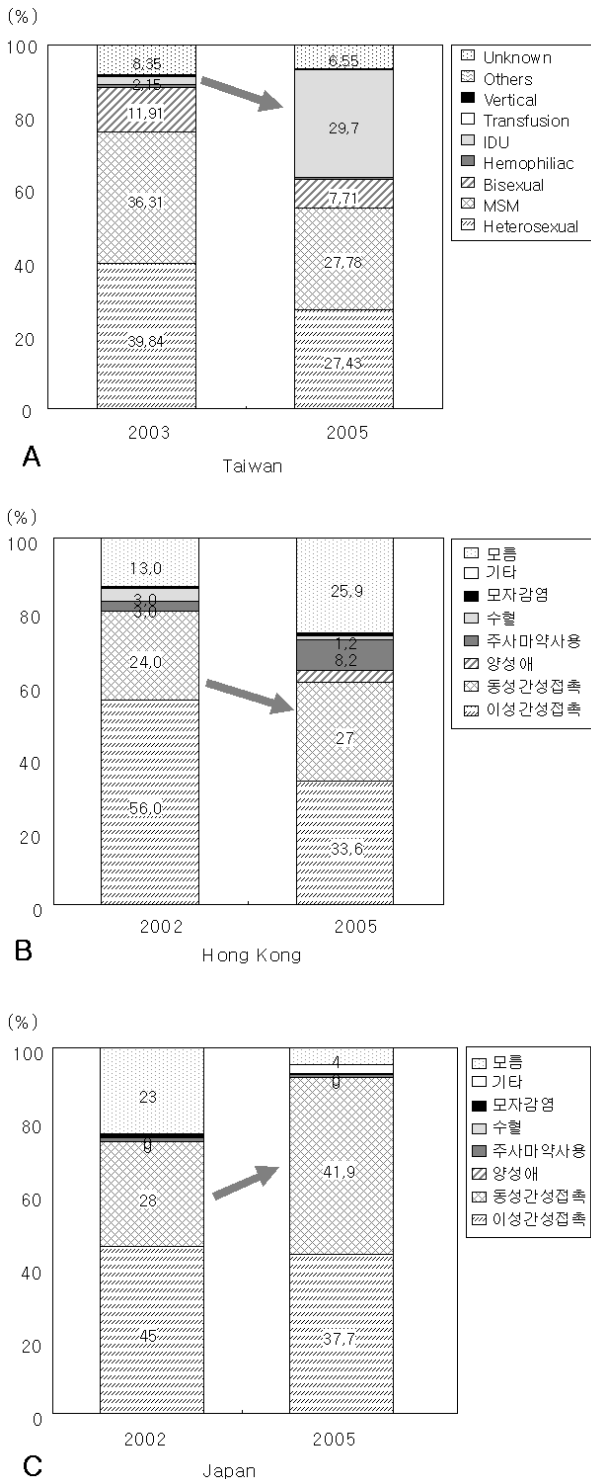 (%)
100
80
60
40
20
0
8,35
2,15
11,91
36,31
39,84
6,55
29,7
7,71
27,78
27,43
2003
2005
Taiwan
A
Unknown
Others
Vertical
Transfusion
IDU
Hemophiliac
Bisexual
MSM
Heterosexual
(%)
100
80
60
40
20
0
13,0
3,0
3,0
24,0
56,0
25,9
1,2
8,2
27
33,6
2002
2005
Hong Kong
B
모름
기타
모자감염
수혈
주사마약사용
양성애
동성간성접촉
이성간성접촉
(%)
100
80
60
40
20
0
23
0
0
28
45
4
0
0
41,9
37,7
2002
2005
Japan
C
모름
기타
모자감염
수혈
주사마약사용
양성애
동성간성접촉
이성간성접촉